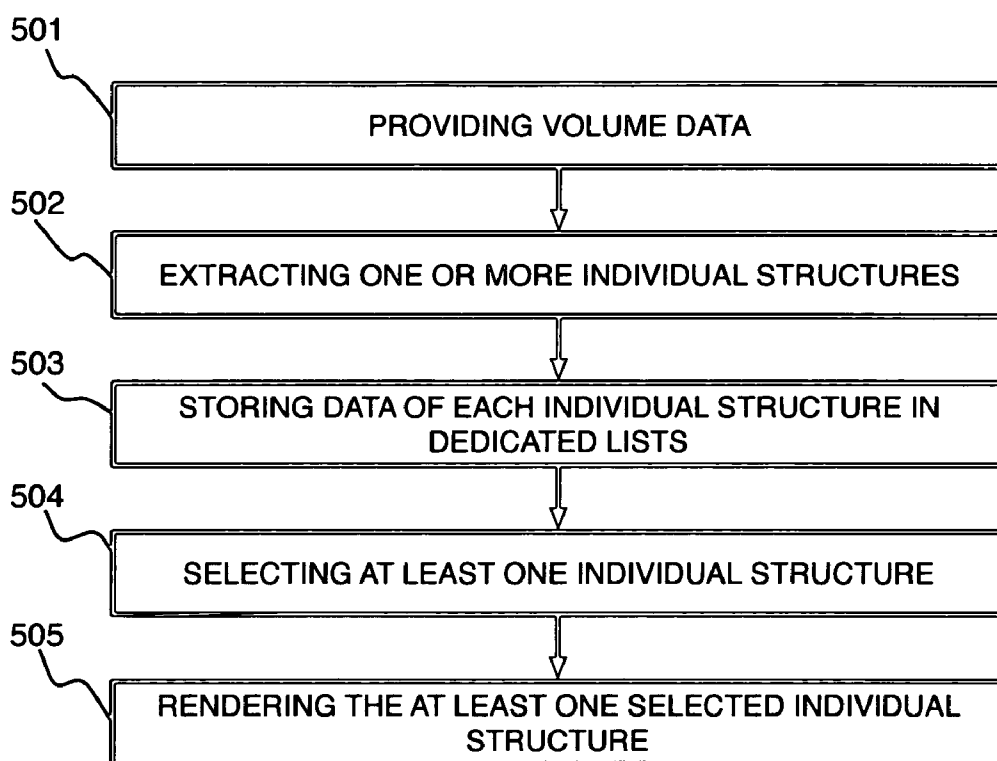 501
PROVIDING VOLUME DATA
502
EXTRACTING ONE OR MORE INDIVIDUAL STRUCTURES
503
STORING DATA OF EACH INDIVIDUAL STRUCTURE IN
DEDICATED LISTS
504
SELECTING AT LEAST ONE INDIVIDUAL STRUCTURE
505
RENDERING THE AT LEAST ONE SELECTED INDIVIDUAL
STRUCTURE